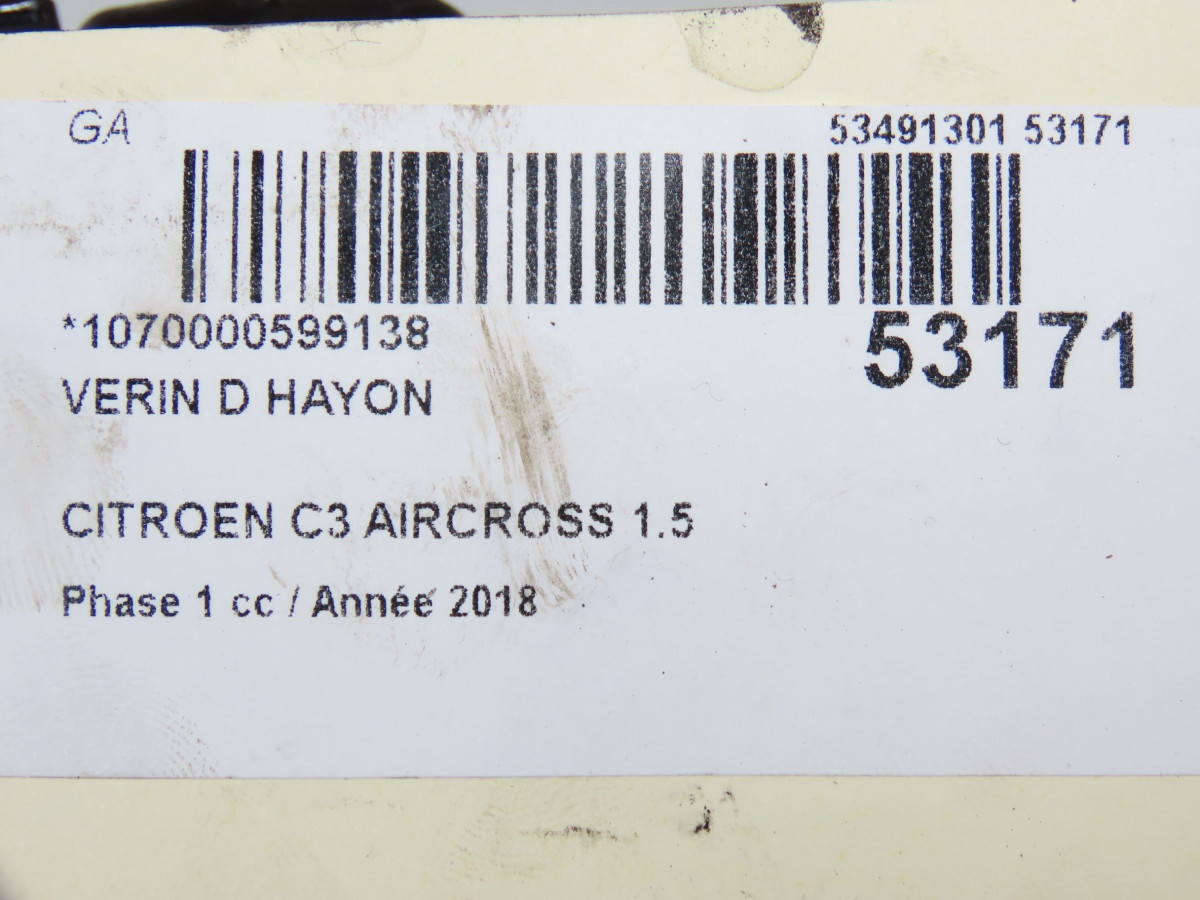 GA
53491301 53171
*1070000599138
53171
VERIN D HAYON
CITROEN C3 AIRCROSS 1.5
Phase 1 cc / Année 2018